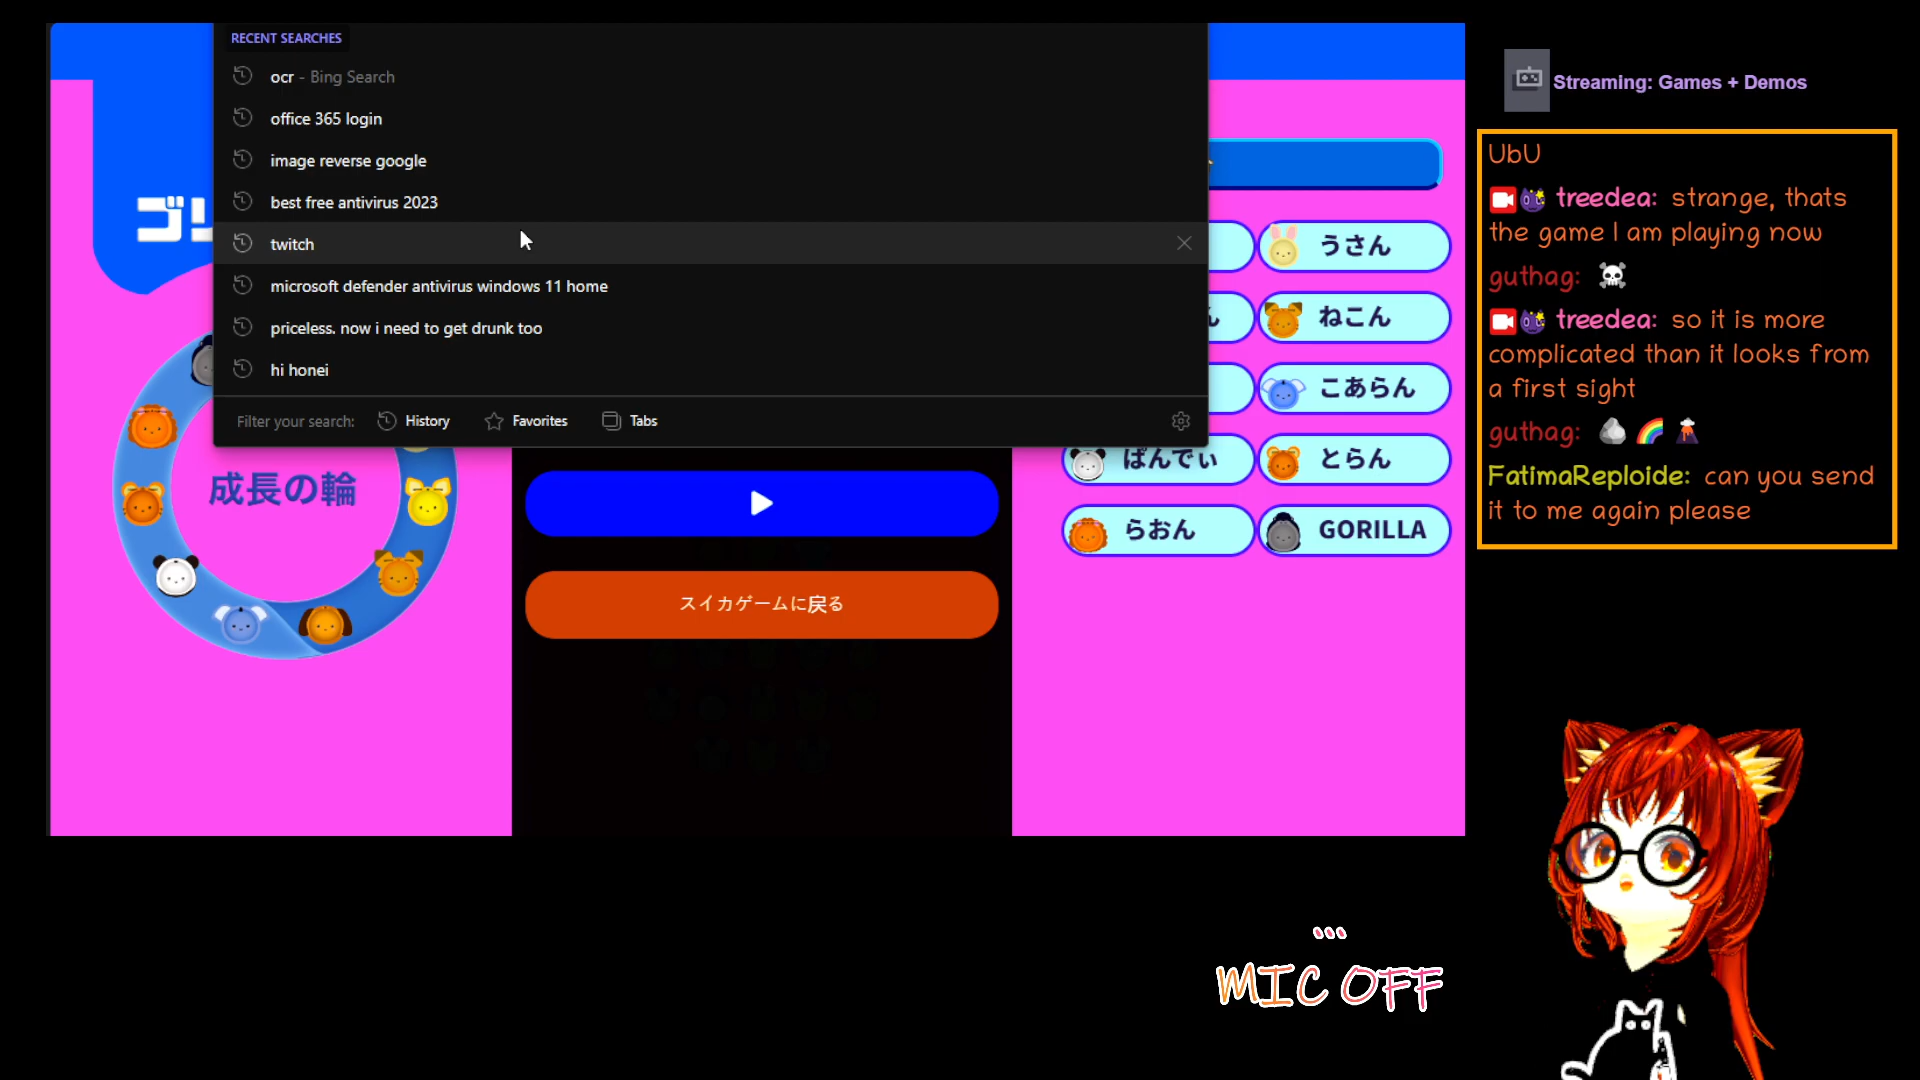 RECENT SEARCHES
ocr - Bing Search
office 365 login
image reverse google
best free antivirus 2023
twitch
microsoft defender antivirus windows 11 home
priceless. now i need to get drunk too
hi honei
Filter your search: History Favorites Tabs
ゴリ
成長の輪
スイカゲームに戻る
うさん
ん ねこん
こあらん
ぱんでぃ とらん
らおん GORILLA
Streaming: Games + Demos
UbU
treedea: strange, thats
the game I am playing now
guthag: ☠
treedea: so it is more
complicated than it looks from
a first sight
guthag: 🪨 🌈 🌋
FatimaReploide: can you send
it to me again please
MIC OFF